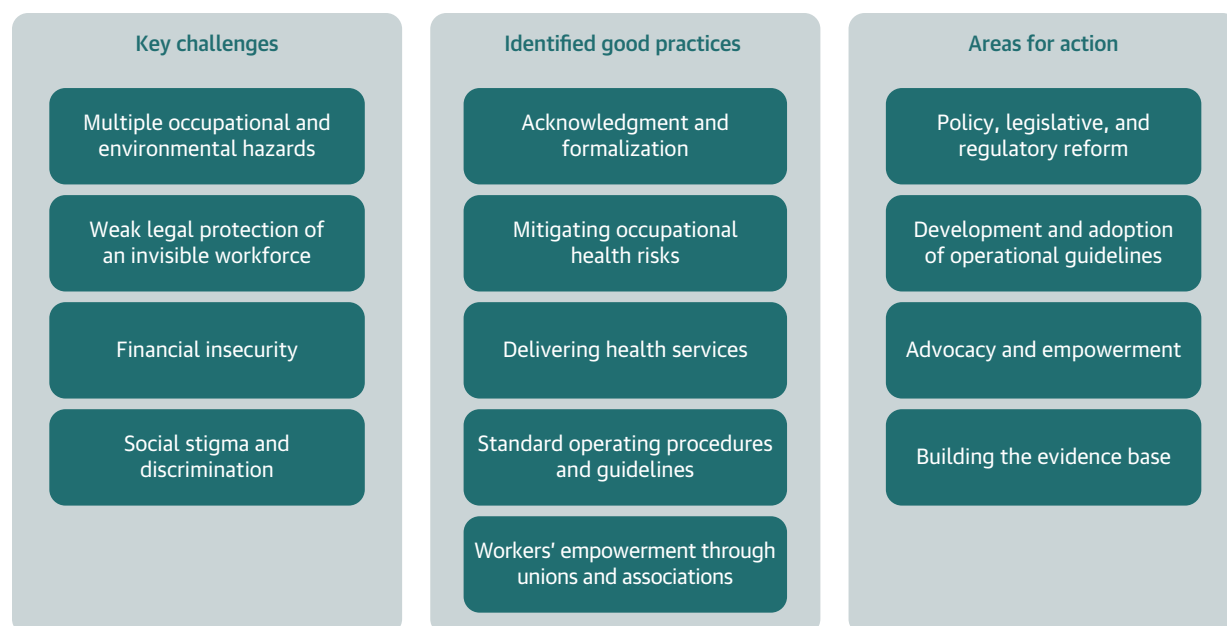 Key challenges
Multiple occupational and
environmental hazards
Weak legal protection of
an invisible workforce
Financial insecurity
Social stigma and
discrimination
Identified good practices
Acknowledgment and
formalization
Mitigating occupational
health risks
Delivering health services
Standard operating procedures
and guidelines
Workers’ empowerment through
unions and associations
Areas for action
Policy, legislative, and
regulatory reform
Development and adoption
of operational guidelines
Advocacy and empowerment
Building the evidence base